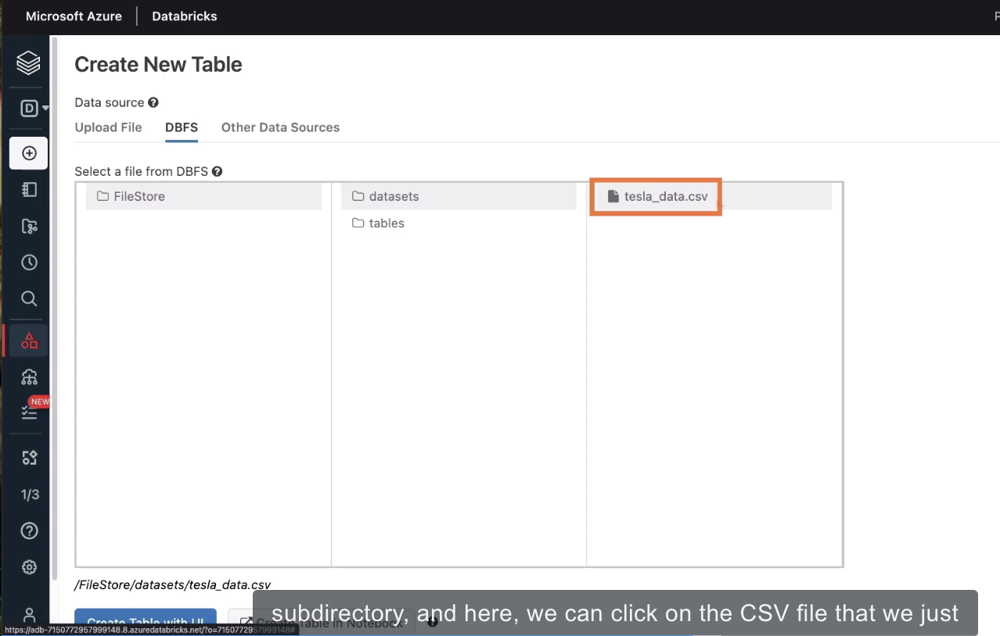 Microsoft Azure Databricks P
Create New Table
Data source
Upload File DBFS Other Data Sources
Select a file from DBFS
FileStore datasets tesla_data.csv
tables
D
NEW
1/3
/FileStore/datasets/tesla_data.csv
Create Table with UI Create Table in Notebook
subdirectory, and here, we can click on the CSV file that we just
https://adb-7150772957999148.8.azuredatabricks.net/?o=7150772957999148#